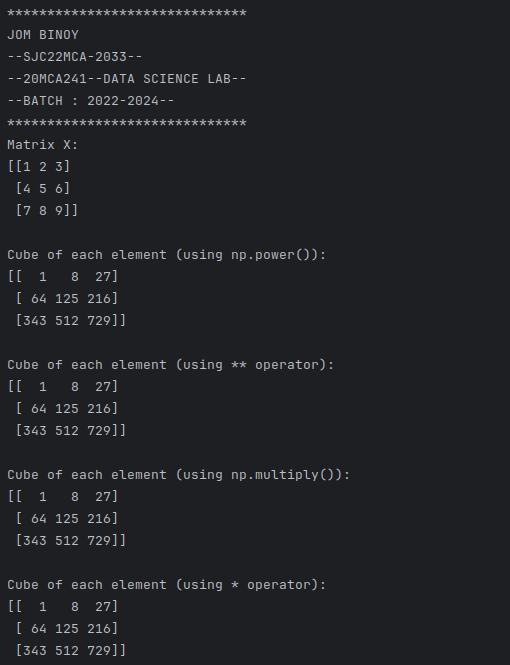 ******************************
JOM BINOY
--SJC22MCA-2033--
--20MCA241--DATA SCIENCE LAB--
--BATCH : 2022-2024--
******************************
Matrix X:
[[1 2 3]
 [4 5 6]
 [7 8 9]]

Cube of each element (using np.power()):
[[  1   8  27]
 [ 64 125 216]
 [343 512 729]]

Cube of each element (using ** operator):
[[  1   8  27]
 [ 64 125 216]
 [343 512 729]]

Cube of each element (using np.multiply()):
[[  1   8  27]
 [ 64 125 216]
 [343 512 729]]

Cube of each element (using * operator):
[[  1   8  27]
 [ 64 125 216]
 [343 512 729]]